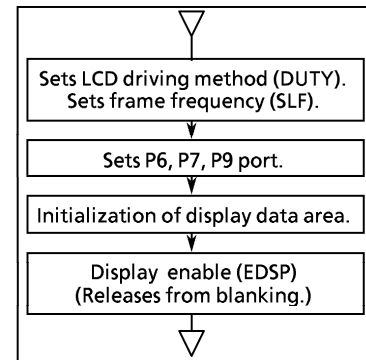 Sets LCD driving method (DUTY).
Sets frame frequency (SLF).
Sets P6, P7, P9 port.
Initialization of display data area.
Display enable (EDSP)
(Releases from blanking.)